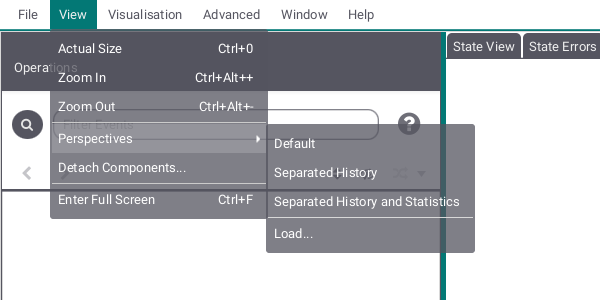 File View Visualisation Advanced Window Help
Actual Size Ctrl+0
State View State Errors
Operations
Zoom In Ctrl+Alt++
Zoom Out Ctrl+Alt+-
Filter Events
Perspectives
Default
Detach Components...
Separated History
Enter Full Screen Ctrl+F
Separated History and Statistics
Load...